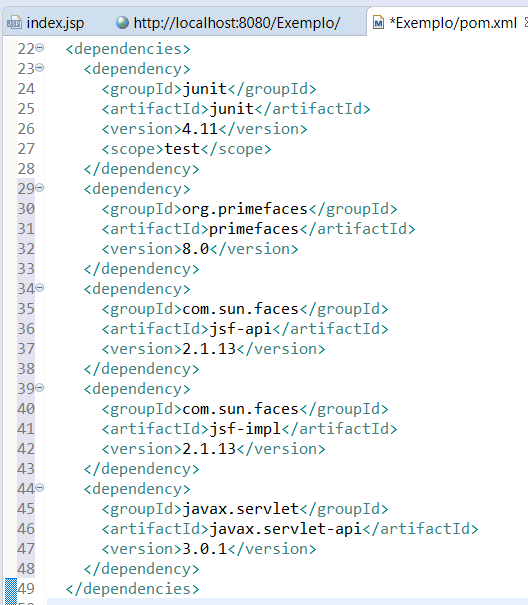 index.jsp http://localhost:8080/Exemplo/ *Exemplo/pom.xml
22 <dependencies>
23 <dependency>
24 <groupId>junit</groupId>
25 <artifactId>junit</artifactId>
26 <version>4.11</version>
27 <scope>test</scope>
28 </dependency>
29 <dependency>
30 <groupId>org.primefaces</groupId>
31 <artifactId>primefaces</artifactId>
32 <version>8.0</version>
33 </dependency>
34 <dependency>
35 <groupId>com.sun.faces</groupId>
36 <artifactId>jsf-api</artifactId>
37 <version>2.1.13</version>
38 </dependency>
39 <dependency>
40 <groupId>com.sun.faces</groupId>
41 <artifactId>jsf-impl</artifactId>
42 <version>2.1.13</version>
43 </dependency>
44 <dependency>
45 <groupId>javax.servlet</groupId>
46 <artifactId>javax.servlet-api</artifactId>
47 <version>3.0.1</version>
48 </dependency>
49 </dependencies>